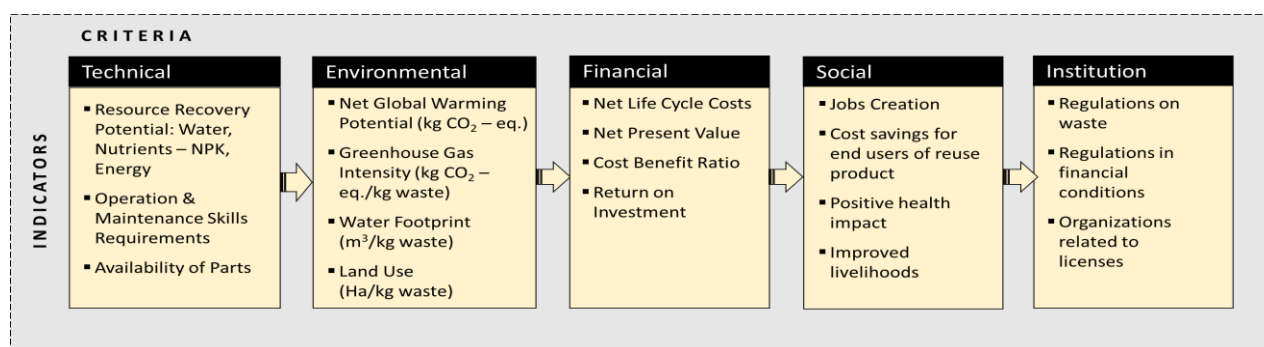 CRITERIA
INDICATORS
Technical
▪ Resource Recovery
Potential: Water,
Nutrients – NPK,
Energy
▪ Operation &
Maintenance Skills
Requirements
▪ Availability of Parts
Environmental
▪ Net Global Warming
Potential (kg CO₂ – eq.)
▪ Greenhouse Gas
Intensity (kg CO₂ –
eq./kg waste)
▪ Water Footprint
(m³/kg waste)
▪ Land Use
(Ha/kg waste)
Financial
▪ Net Life Cycle Costs
▪ Net Present Value
▪ Cost Benefit Ratio
▪ Return on
Investment
Social
▪ Jobs Creation
▪ Cost savings for
end users of reuse
product
▪ Positive health
impact
▪ Improved
livelihoods
Institution
▪ Regulations on
waste
▪ Regulations in
financial
conditions
▪ Organizations
related to
licenses